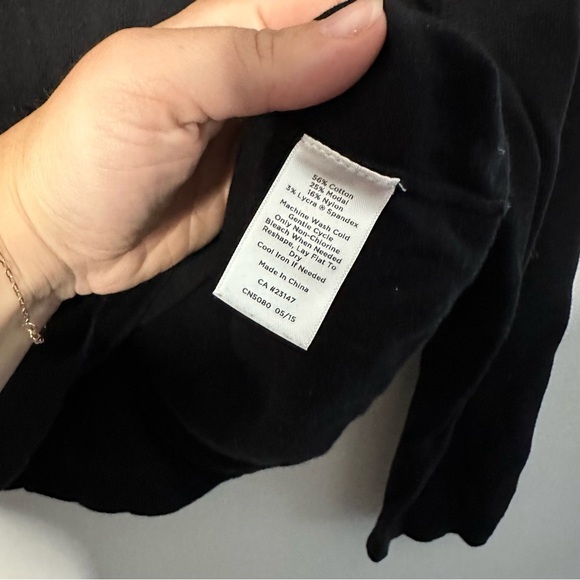 56% Cotton
25% Modal
16% Nylon
3% Lycra ® Spandex
Machine Wash Cold
Gentle Cycle
Only Non-Chlorine
Bleach When Needed
Reshape, Lay Flat To
Dry
Cool Iron If Needed
Made In China
CA #23147
CN5080 05/15